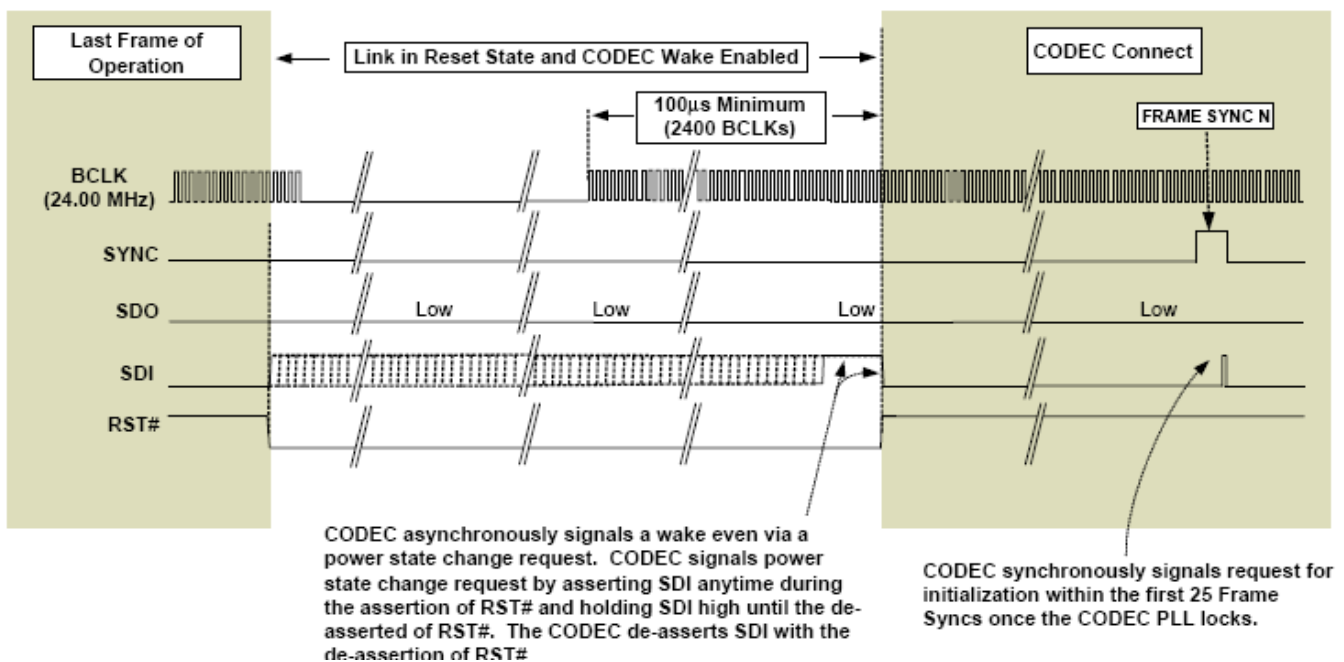 Last Frame of
Operation
Link in Reset State and CODEC Wake Enabled
CODEC Connect
100μs Minimum
(2400 BCLKs)
FRAME SYNC N
BCLK
(24.00 MHz)
SYNC
SDO
Low
Low
Low
Low
SDI
RST#
CODEC asynchronously signals a wake even via a
power state change request. CODEC signals power
state change request by asserting SDI anytime during
the assertion of RST# and holding SDI high until the de-
asserted of RST#. The CODEC de-asserts SDI with the
de-assertion of RST#
CODEC synchronously signals request for
initialization within the first 25 Frame
Syncs once the CODEC PLL locks.